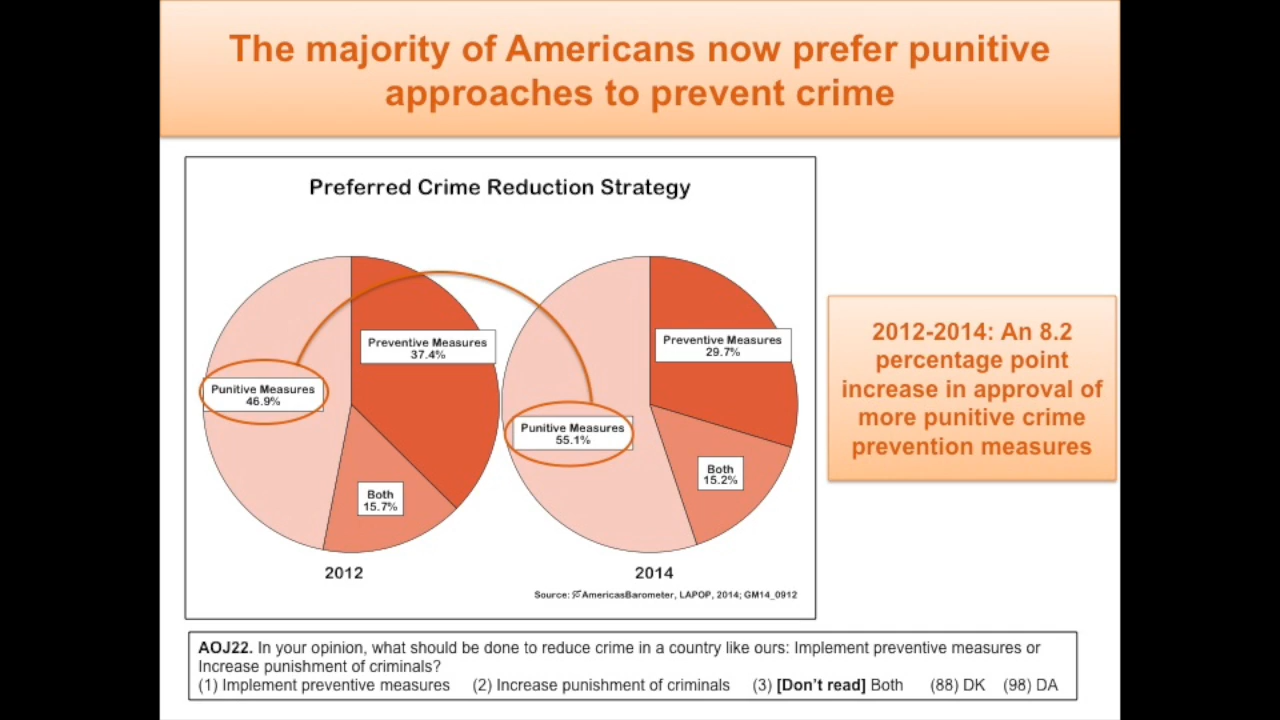 The majority of Americans now prefer punitive
approaches to prevent crime
Preferred Crime Reduction Strategy
Preventive Measures
37.4%
Punitive Measures
46.9%
Both
15.7%
2012
Preventive Measures
29.7%
Punitive Measures
55.1%
Both
15.2%
2014
Source: AmericasBarometer, LAPOP, 2014; GM14_0912
2012-2014: An 8.2
percentage point
increase in approval of
more punitive crime
prevention measures
AOJ22. In your opinion, what should be done to reduce crime in a country like ours: Implement preventive measures or
Increase punishment of criminals?
(1) Implement preventive measures (2) Increase punishment of criminals (3) [Don't read] Both (88) DK (98) DA